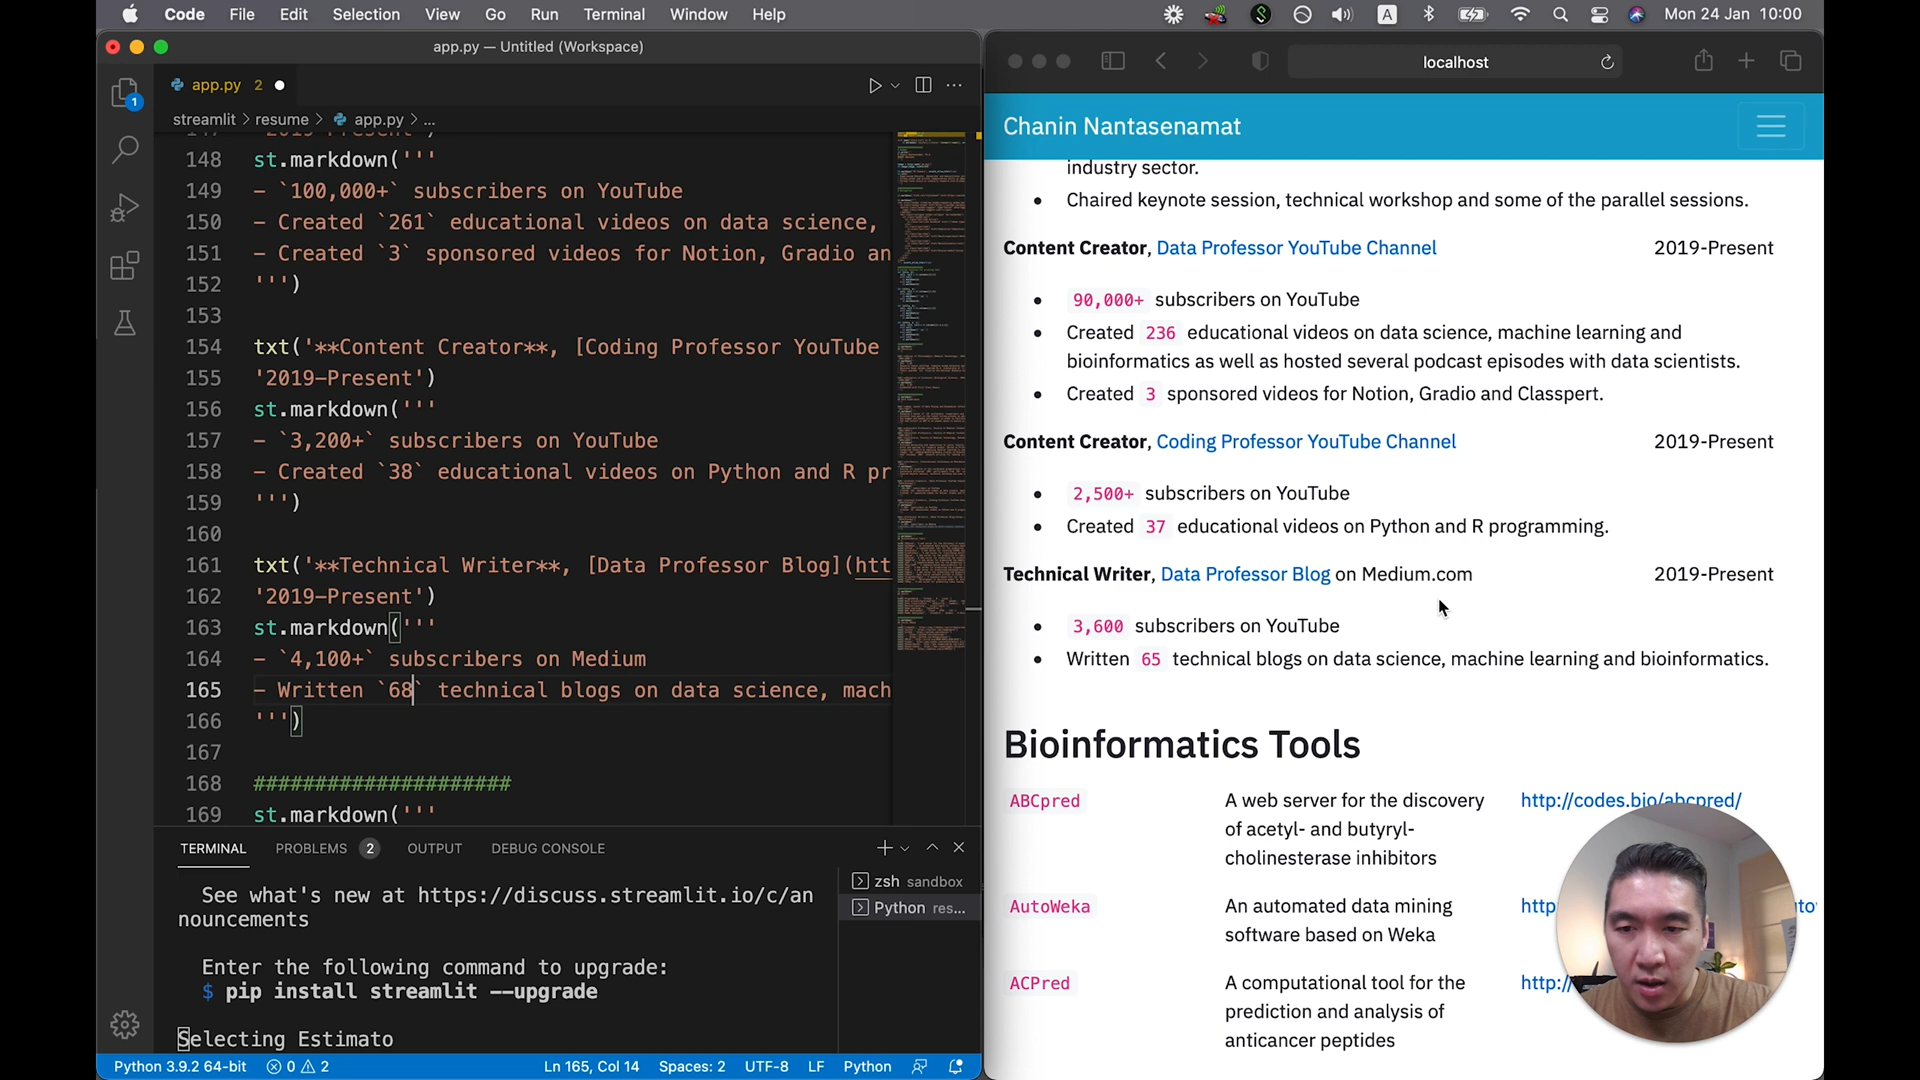 Code File Edit Selection View Go Run Terminal Window Help
A Mon 24 Jan 10:00
app.py — Untitled (Workspace)
1
app.py 2
streamlit > resume > app.py > ...
148 st.markdown('''
149 - `100,000+` subscribers on YouTube
150 - Created `261` educational videos on data science,
151 - Created `3` sponsored videos for Notion, Gradio an
152 ''')
153
154 txt('**Content Creator**, [Coding Professor YouTube
155 '2019-Present')
156 st.markdown('''
157 - `3,200+` subscribers on YouTube
158 - Created `38` educational videos on Python and R pr
159 ''')
160
161 txt('**Technical Writer**, [Data Professor Blog](htt
162 '2019-Present')
163 st.markdown('''
164 - `4,100+` subscribers on Medium
165 - Written `68` technical blogs on data science, mach
166 ''')
167
168 #####################
169 st.markdown('''
TERMINAL PROBLEMS 2 OUTPUT DEBUG CONSOLE
See what's new at https://discuss.streamlit.io/c/an
nouncements
Enter the following command to upgrade:
$ pip install streamlit --upgrade
Selecting Estimato
zsh sandbox
Python res...
Python 3.9.2 64-bit 0 2 Ln 165, Col 14 Spaces: 2 UTF-8 LF Python
localhost
Chanin Nantasenamat
industry sector.
Chaired keynote session, technical workshop and some of the parallel sessions.
Content Creator, Data Professor YouTube Channel 2019-Present
90,000+ subscribers on YouTube
Created 236 educational videos on data science, machine learning and
bioinformatics as well as hosted several podcast episodes with data scientists.
Created 3 sponsored videos for Notion, Gradio and Classpert.
Content Creator, Coding Professor YouTube Channel 2019-Present
2,500+ subscribers on YouTube
Created 37 educational videos on Python and R programming.
Technical Writer, Data Professor Blog on Medium.com 2019-Present
3,600 subscribers on YouTube
Written 65 technical blogs on data science, machine learning and bioinformatics.
Bioinformatics Tools
ABCpred A web server for the discovery http://codes.bio/abcpred/
of acetyl- and butyryl-
cholinesterase inhibitors
AutoWeka An automated data mining http
software based on Weka
ACPred A computational tool for the http:/
prediction and analysis of
anticancer peptides